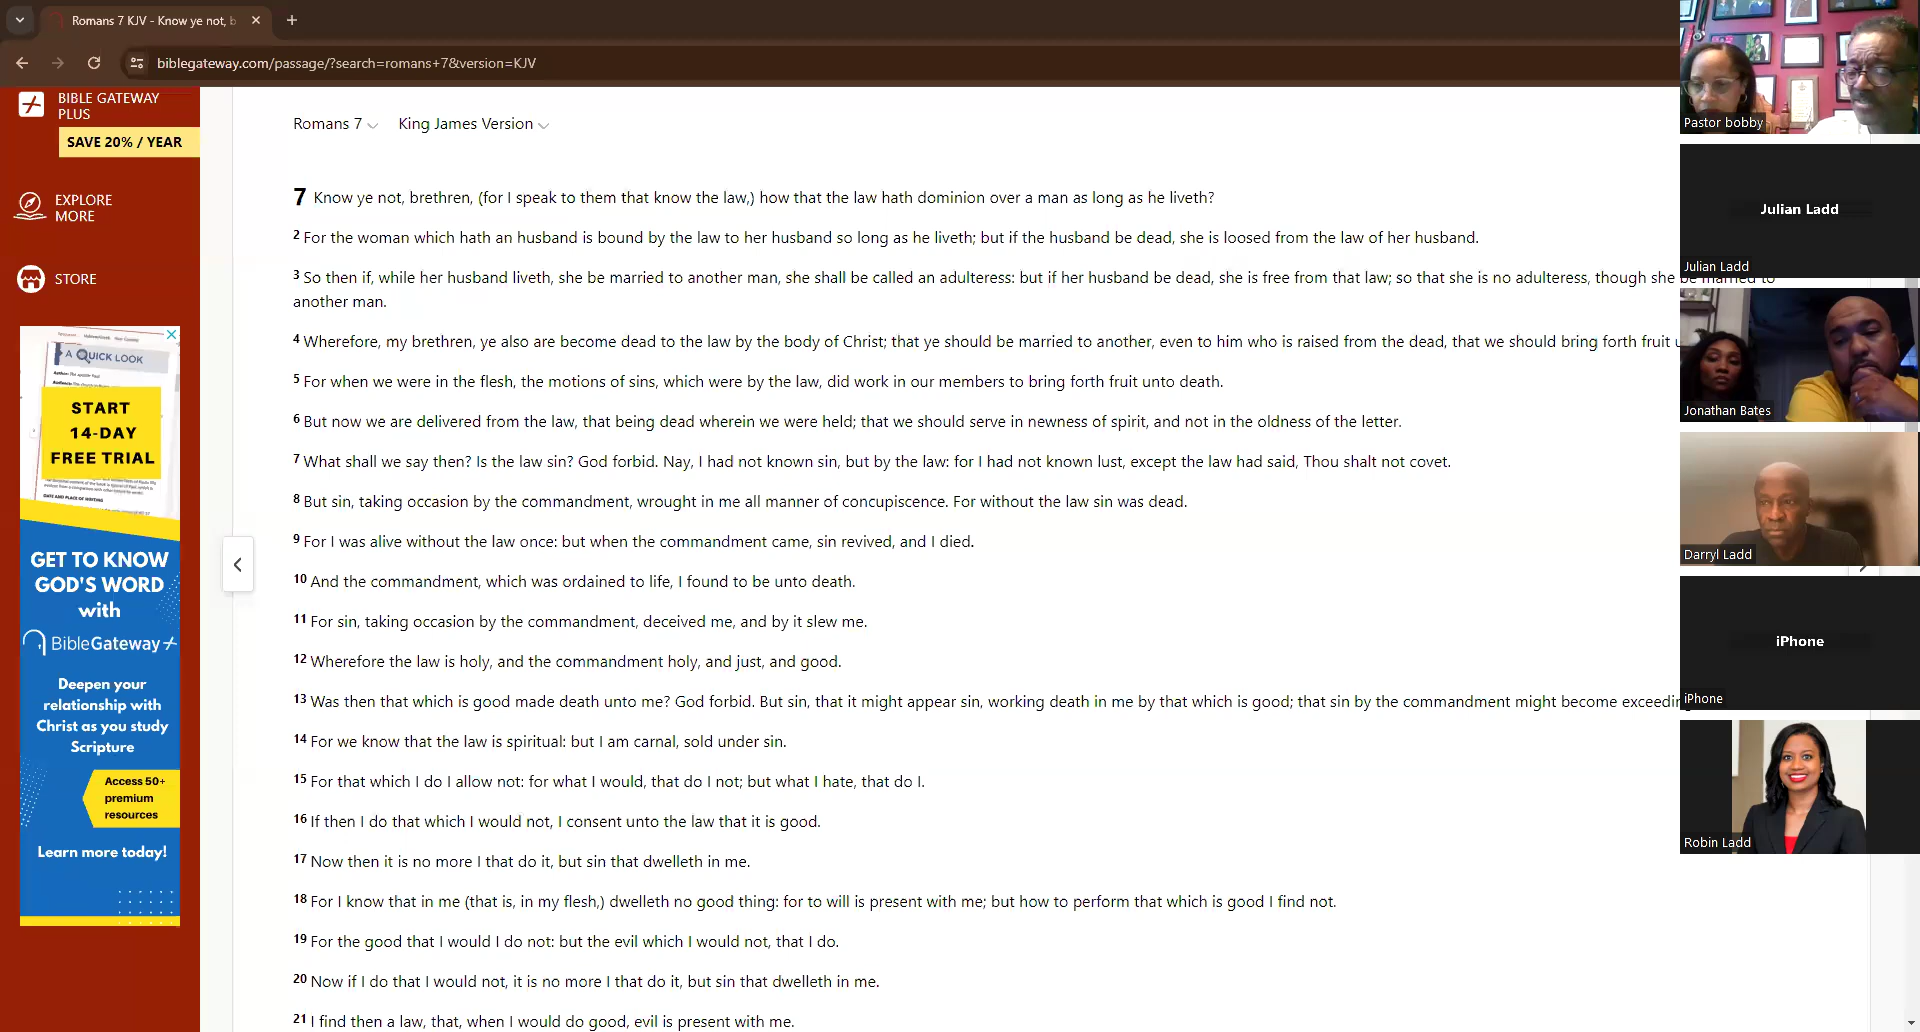 Romans 7 KJV - Know ye not, b
biblegateway.com/passage/?search=romans+7&version=KJV
BIBLE GATEWAY
PLUS
SAVE 20% / YEAR
EXPLORE
MORE
STORE
A QUICK LOOK
START
14-DAY
FREE TRIAL
GET TO KNOW
GOD'S WORD
with
BibleGateway+
Deepen your
relationship with
Christ as you study
Scripture
Access 50+
premium
resources
Learn more today!
Romans 7 King James Version
7 Know ye not, brethren, (for I speak to them that know the law,) how that the law hath dominion over a man as long as he liveth?
2 For the woman which hath an husband is bound by the law to her husband so long as he liveth; but if the husband be dead, she is loosed from the law of her husband.
3 So then if, while her husband liveth, she be married to another man, she shall be called an adulteress: but if her husband be dead, she is free from that law; so that she is no adulteress, though she be married to
another man.
4 Wherefore, my brethren, ye also are become dead to the law by the body of Christ; that ye should be married to another, even to him who is raised from the dead, that we should bring forth fruit u
5 For when we were in the flesh, the motions of sins, which were by the law, did work in our members to bring forth fruit unto death.
6 But now we are delivered from the law, that being dead wherein we were held; that we should serve in newness of spirit, and not in the oldness of the letter.
7 What shall we say then? Is the law sin? God forbid. Nay, I had not known sin, but by the law: for I had not known lust, except the law had said, Thou shalt not covet.
8 But sin, taking occasion by the commandment, wrought in me all manner of concupiscence. For without the law sin was dead.
9 For I was alive without the law once: but when the commandment came, sin revived, and I died.
10 And the commandment, which was ordained to life, I found to be unto death.
11 For sin, taking occasion by the commandment, deceived me, and by it slew me.
12 Wherefore the law is holy, and the commandment holy, and just, and good.
13 Was then that which is good made death unto me? God forbid. But sin, that it might appear sin, working death in me by that which is good; that sin by the commandment might become exceedin
14 For we know that the law is spiritual: but I am carnal, sold under sin.
15 For that which I do I allow not: for what I would, that do I not; but what I hate, that do I.
16 If then I do that which I would not, I consent unto the law that it is good.
17 Now then it is no more I that do it, but sin that dwelleth in me.
18 For I know that in me (that is, in my flesh,) dwelleth no good thing: for to will is present with me; but how to perform that which is good I find not.
19 For the good that I would I do not: but the evil which I would not, that I do.
20 Now if I do that I would not, it is no more I that do it, but sin that dwelleth in me.
21 I find then a law, that, when I would do good, evil is present with me.
Pastor bobby
Julian Ladd
Julian Ladd
Jonathan Bates
Darryl Ladd
iPhone
iPhone
Robin Ladd